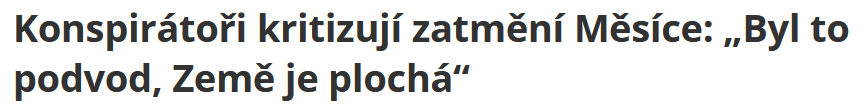 Konspirátoři kritizují zatmění Měsíce: „Byl to
podvod, Země je plochá“